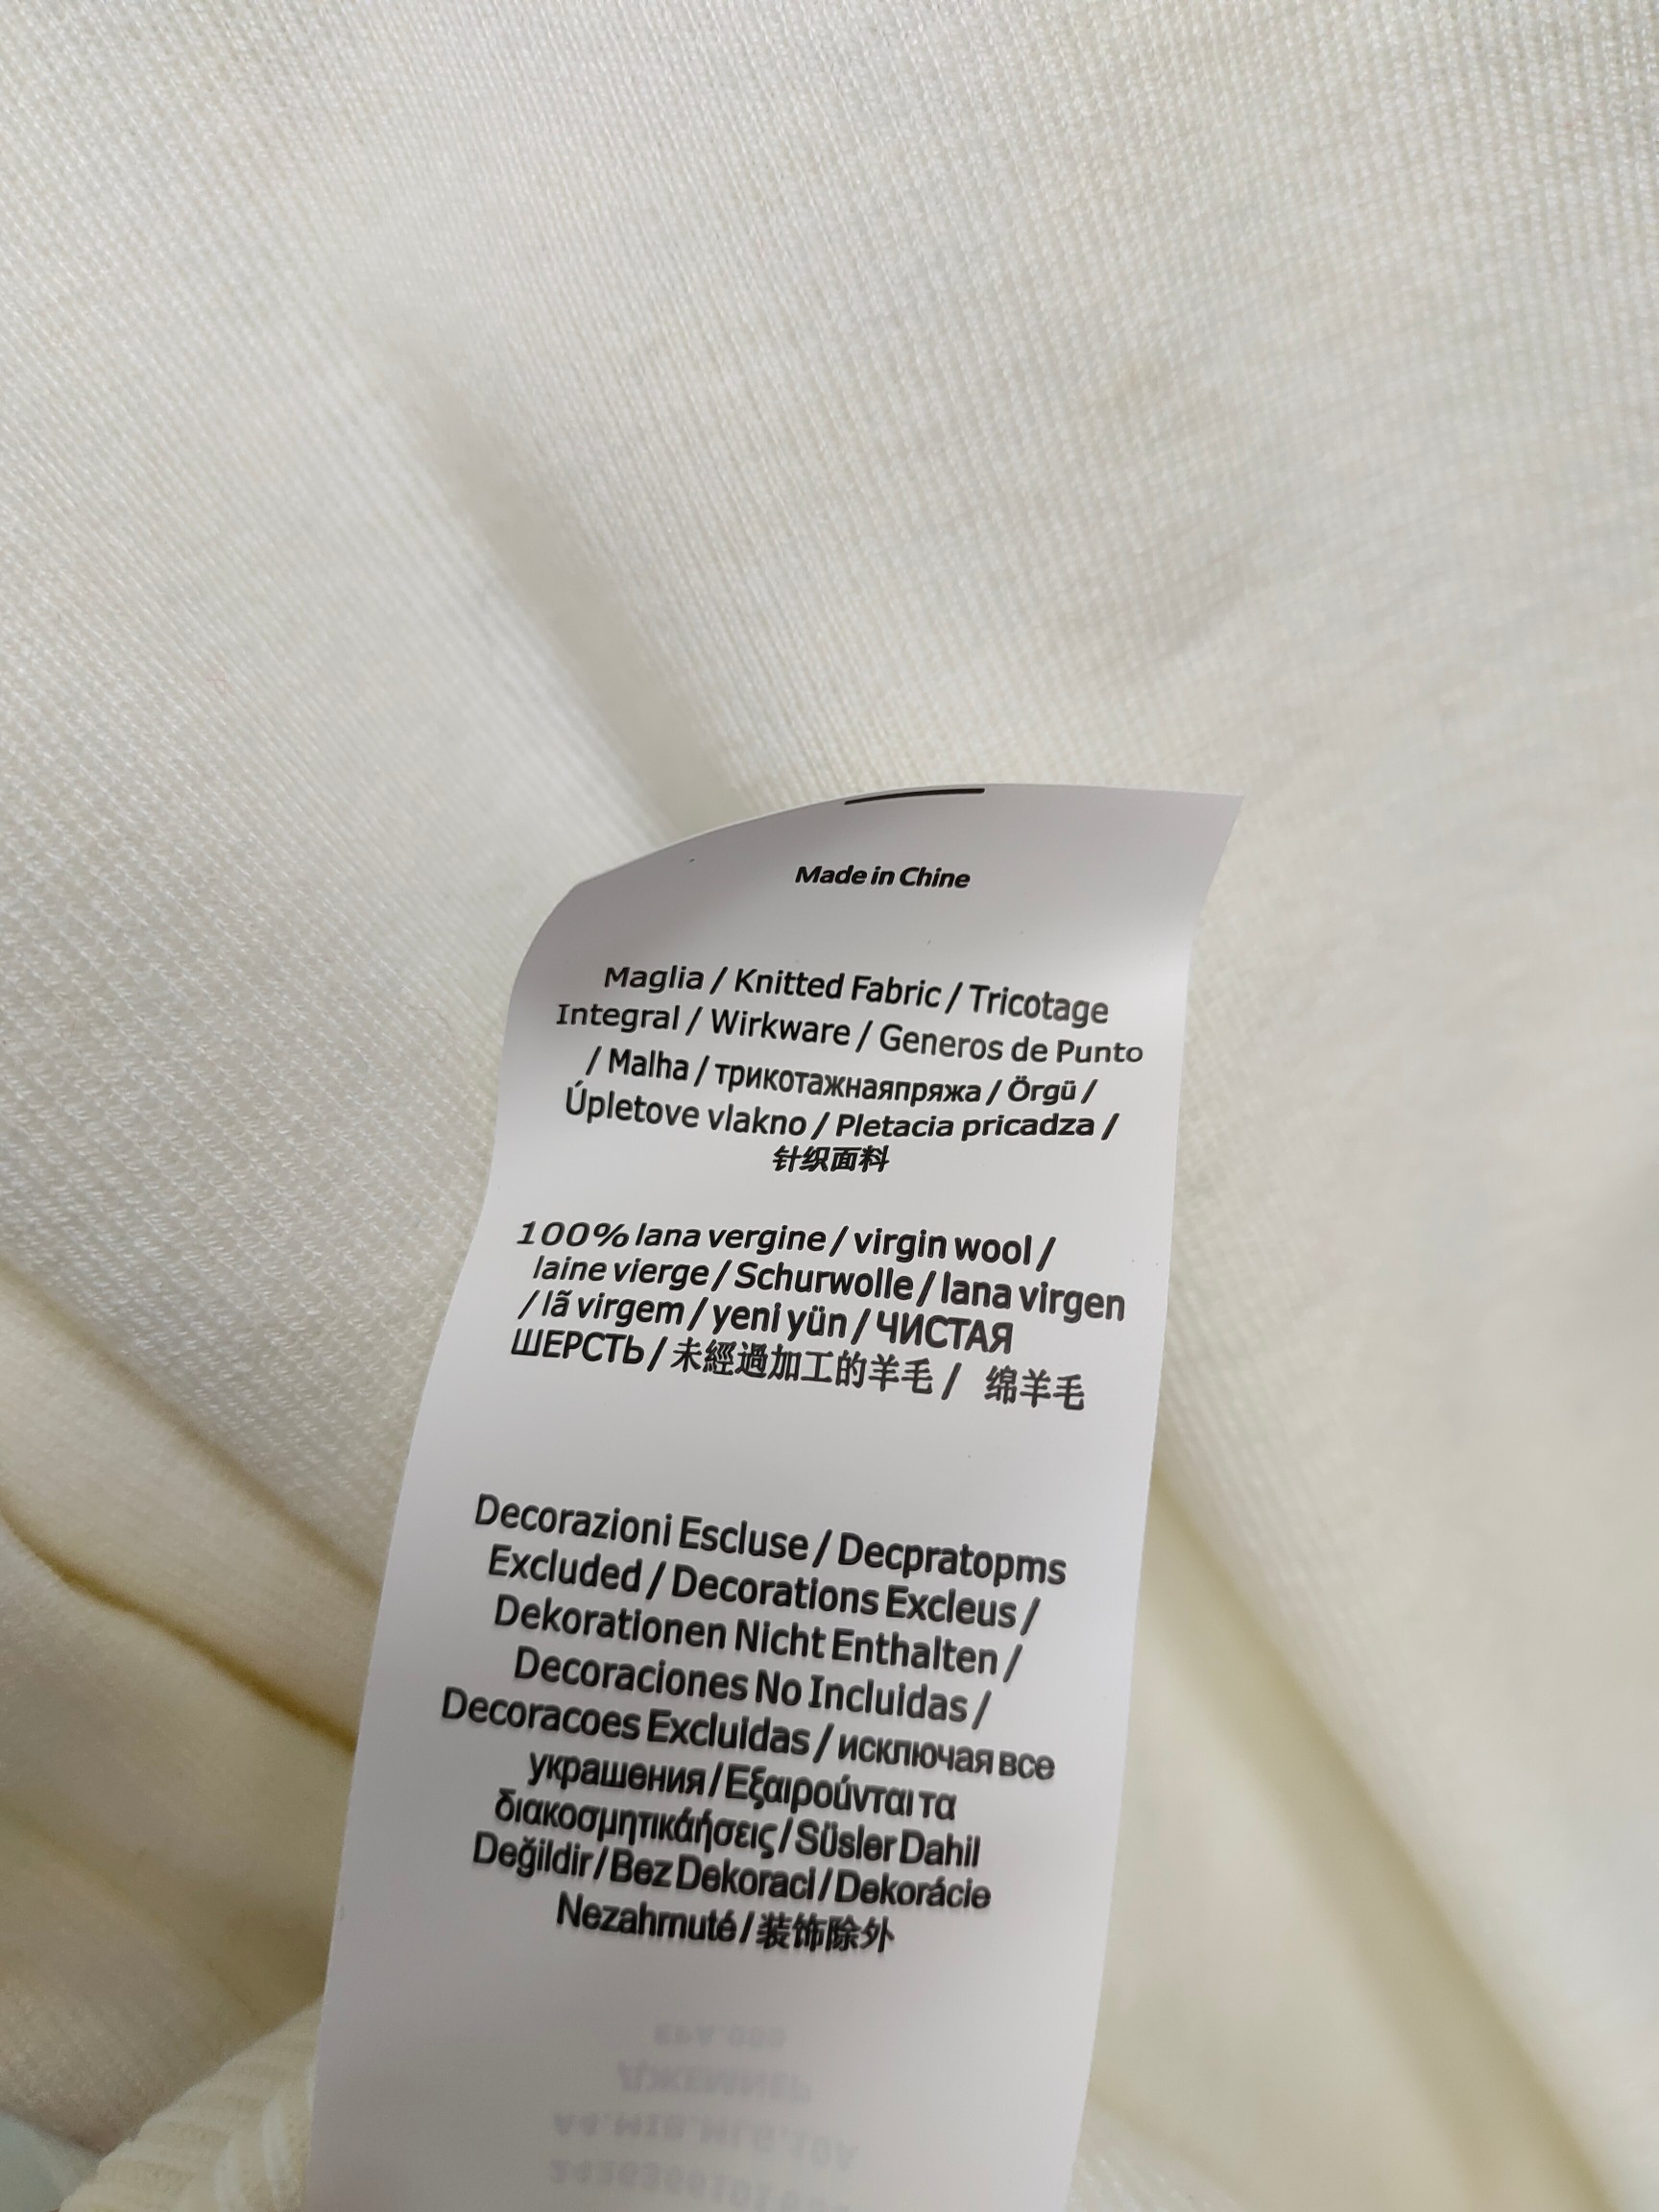 Made in Chine
Maglia / Knitted Fabric / Tricotage
Integral / Wirkware / Generos de Punto
/ Malha / трикотажнаяпряжа / Örgü /
Úpletove vlakno / Pletacia pricadza /
针织面料
100% lana vergine / virgin wool /
laine vierge / Schurwolle / lana virgen
/ lã virgem / yeni yün / ЧИСТАЯ
ШЕРСТЬ / 未經過加工的羊毛 / 绵羊毛
Decorazioni Escluse / Decpratopms
Excluded / Decorations Excleus /
Dekorationen Nicht Enthalten /
Decoraciones No Incluidas /
Decoracoes Excluidas / исключая все
украшения / Εξαιρούνται τα
διακοσμητικάήσεις / Süsler Dahil
Değildir / Bez Dekoraci / Dekorácie
Nezahrnuté / 装饰除外